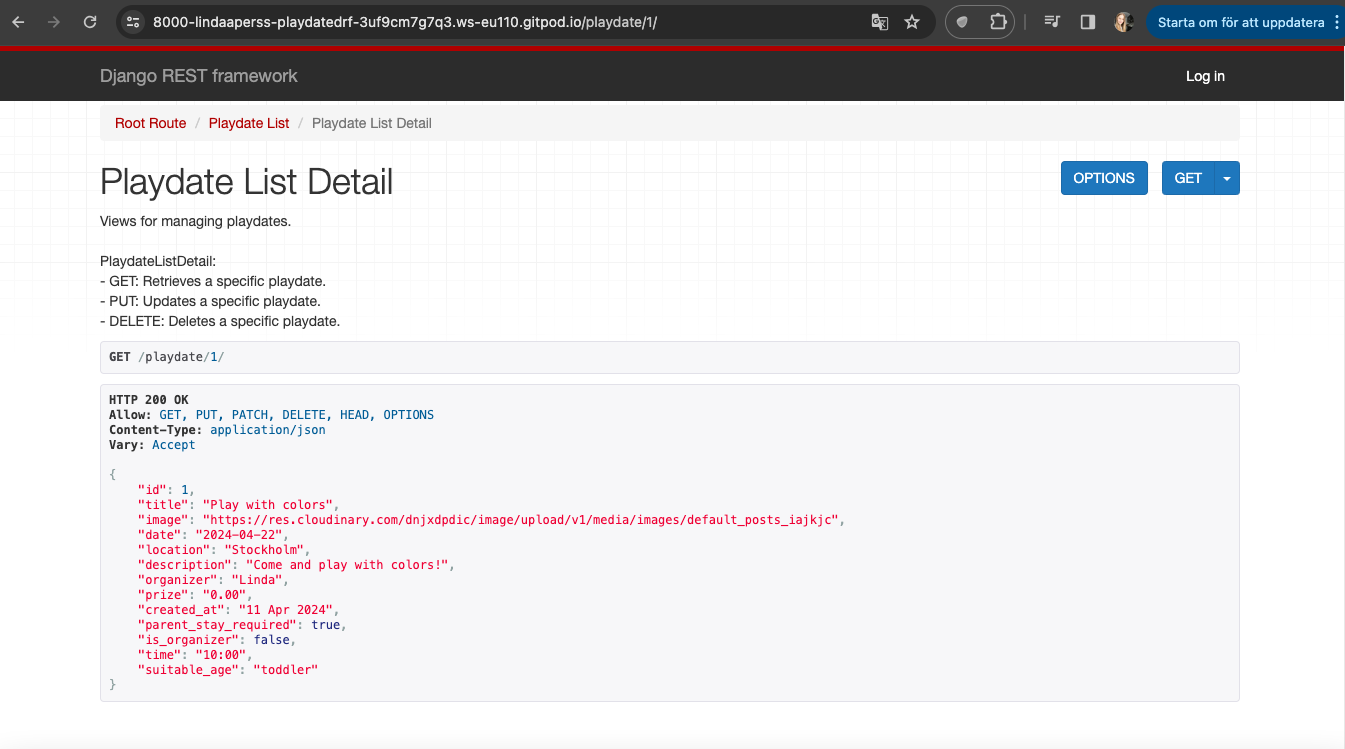 8000-lindaaperss-playdatedrf-3uf9cm7g7q3.ws-eu110.gitpod.io/playdate/1/
Starta om för att uppdatera
Django REST framework
Log in
Root Route / Playdate List / Playdate List Detail
Playdate List Detail
OPTIONS
GET
Views for managing playdates.
PlaydateListDetail:
- GET: Retrieves a specific playdate.
- PUT: Updates a specific playdate.
- DELETE: Deletes a specific playdate.
GET /playdate/1/
HTTP 200 OK
Allow: GET, PUT, PATCH, DELETE, HEAD, OPTIONS
Content-Type: application/json
Vary: Accept
{
    "id": 1,
    "title": "Play with colors",
    "image": "https://res.cloudinary.com/dnjxdpdic/image/upload/v1/media/images/default_posts_iajkjc",
    "date": "2024-04-22",
    "location": "Stockholm",
    "description": "Come and play with colors!",
    "organizer": "Linda",
    "prize": "0.00",
    "created_at": "11 Apr 2024",
    "parent_stay_required": true,
    "is_organizer": false,
    "time": "10:00",
    "suitable_age": "toddler"
}